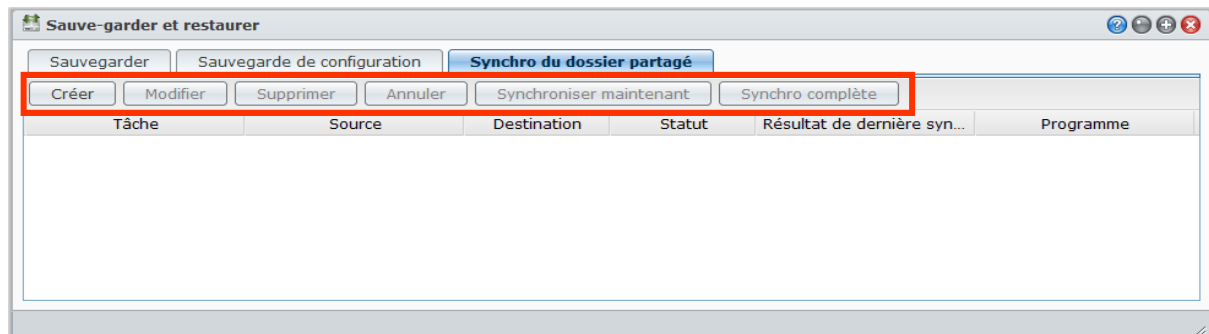 Sauve-garder et restaurer
Sauvegarder Sauvegarde de configuration Synchro du dossier partagé
Créer Modifier Supprimer Annuler Synchroniser maintenant Synchro complète
Tâche Source Destination Statut Résultat de dernière syn... Programme